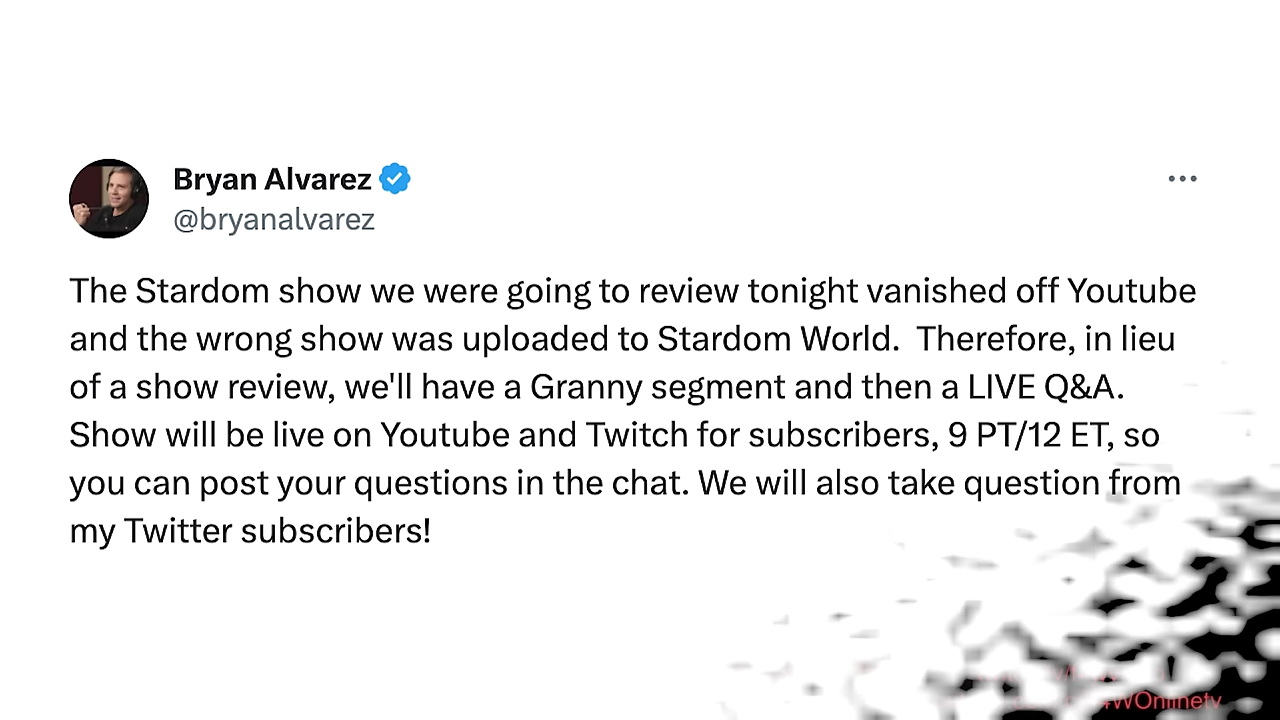 Bryan Alvarez
@bryanalvarez
The Stardom show we were going to review tonight vanished off Youtube
and the wrong show was uploaded to Stardom World.  Therefore, in lieu
of a show review, we'll have a Granny segment and then a LIVE Q&A.
Show will be live on Youtube and Twitch for subscribers, 9 PT/12 ET, so
you can post your questions in the chat. We will also take question from
my Twitter subscribers!